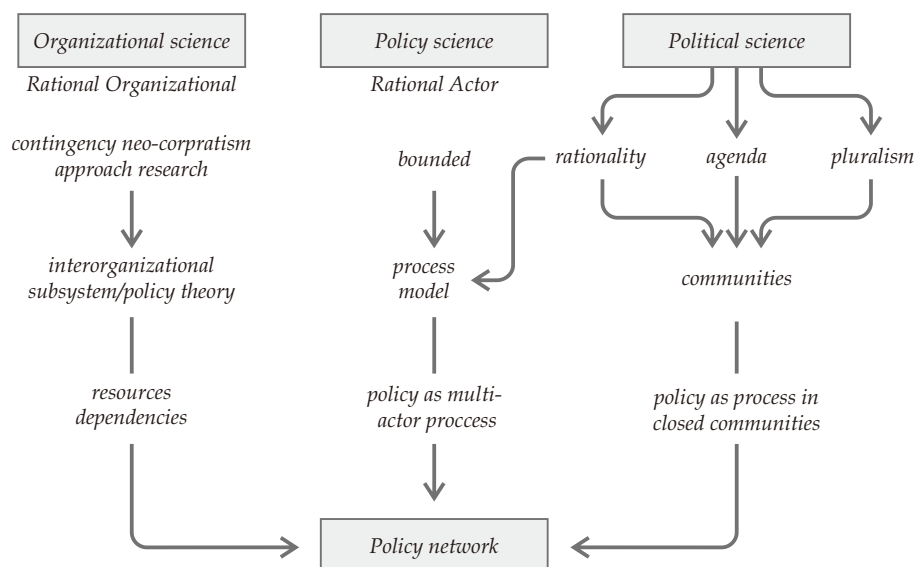 Organizational science
Policy science
Political science
Rational Organizational
Rational Actor
contingency neo-corpratism
approach research
bounded
rationality
agenda
pluralism
interorganizational
subsystem/policy theory
process
model
communities
resources
dependencies
policy as multi-
actor proccess
policy as process in
closed communities
Policy network